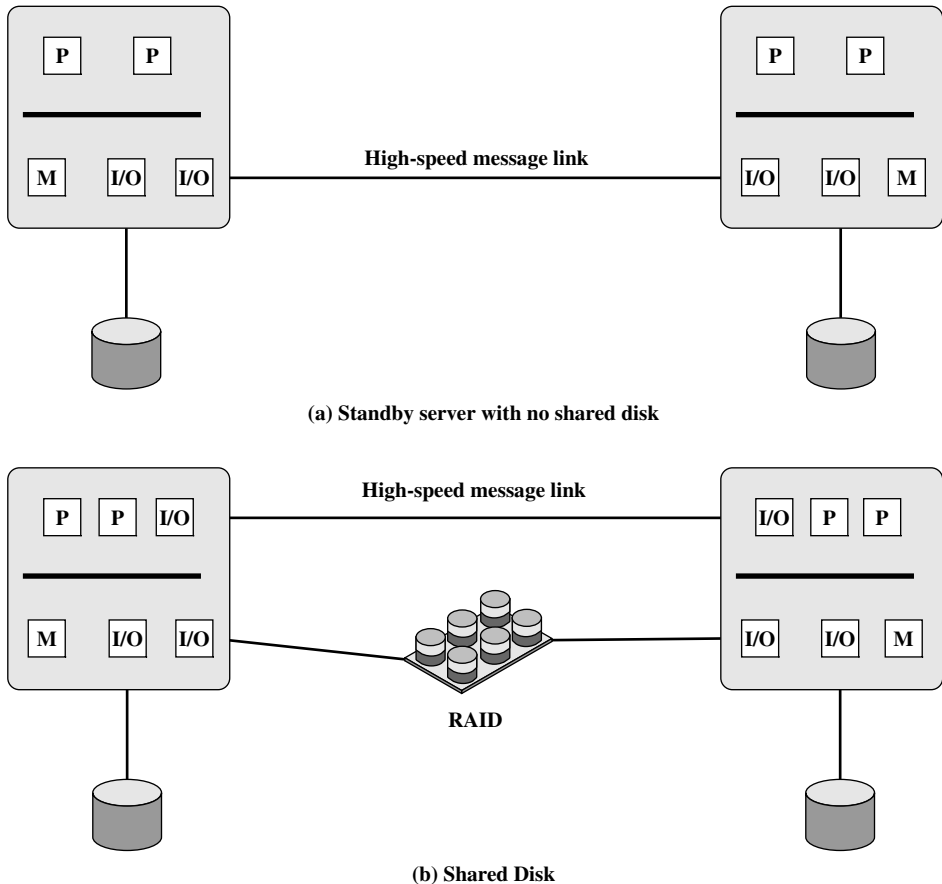 P P P P
High-speed message link
M I/O I/O I/O I/O M
(a) Standby server with no shared disk
High-speed message link
P P I/O I/O P P
M I/O I/O I/O I/O M
RAID
(b) Shared Disk